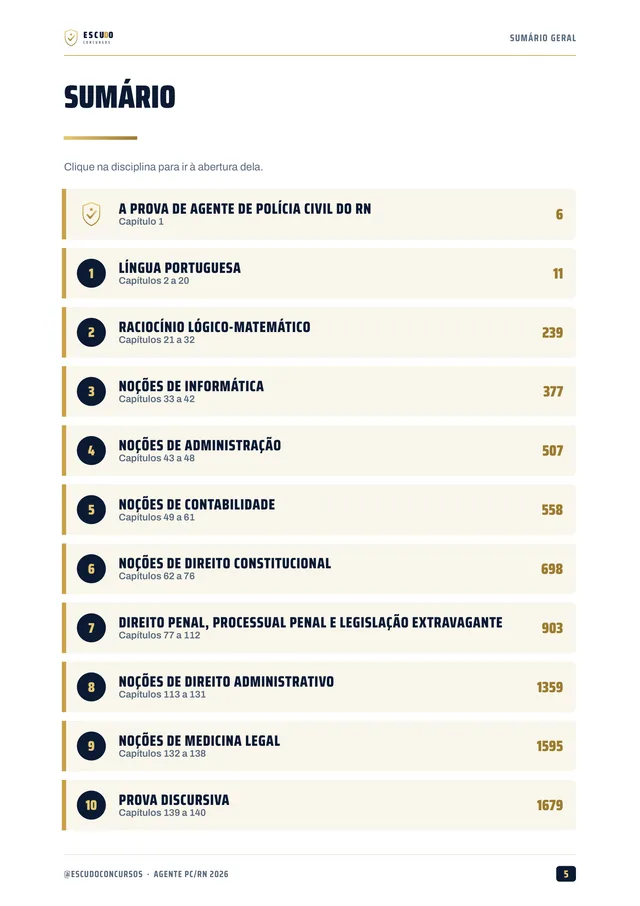 ESCUDO
CONCURSOS
SUMÁRIO GERAL
SUMÁRIO
Clique na disciplina para ir à abertura dela.
A PROVA DE AGENTE DE POLÍCIA CIVIL DO RN
Capítulo 1
6
1
LÍNGUA PORTUGUESA
Capítulos 2 a 20
11
2
RACIOCÍNIO LÓGICO-MATEMÁTICO
Capítulos 21 a 32
239
3
NOÇÕES DE INFORMÁTICA
Capítulos 33 a 42
377
4
NOÇÕES DE ADMINISTRAÇÃO
Capítulos 43 a 48
507
5
NOÇÕES DE CONTABILIDADE
Capítulos 49 a 61
558
6
NOÇÕES DE DIREITO CONSTITUCIONAL
Capítulos 62 a 76
698
7
DIREITO PENAL, PROCESSUAL PENAL E LEGISLAÇÃO EXTRAVAGANTE
Capítulos 77 a 112
903
8
NOÇÕES DE DIREITO ADMINISTRATIVO
Capítulos 113 a 131
1359
9
NOÇÕES DE MEDICINA LEGAL
Capítulos 132 a 138
1595
10
PROVA DISCURSIVA
Capítulos 139 a 140
1679
@ESCUDOCONCURSOS · AGENTE PC/RN 2026
5